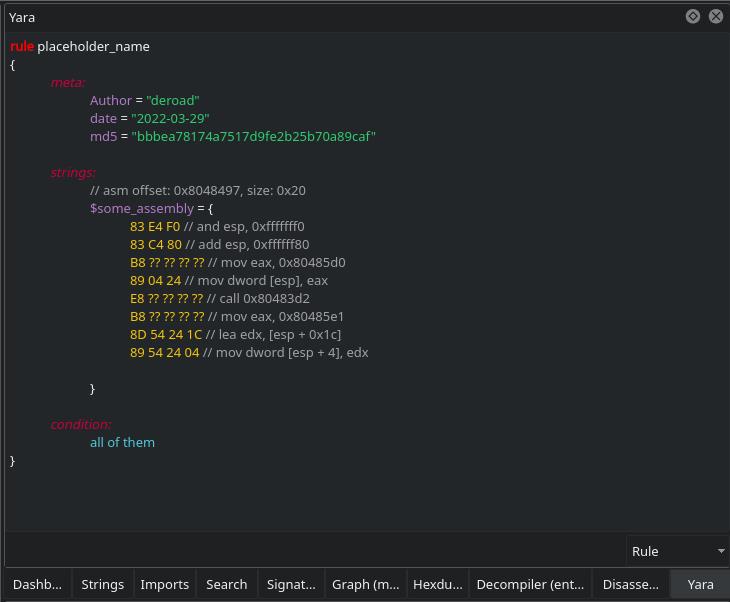 Yara
rule placeholder_name
{
meta:
Author = "deroad"
date = "2022-03-29"
md5 = "bbbea78174a7517d9fe2b25b70a89caf"
strings:
// asm offset: 0x8048497, size: 0x20
$some_assembly = {
83 E4 F0 // and esp, 0xfffffff0
83 C4 80 // add esp, 0xffffff80
B8 ?? ?? ?? ?? // mov eax, 0x80485d0
89 04 24 // mov dword [esp], eax
E8 ?? ?? ?? ?? // call 0x80483d2
B8 ?? ?? ?? ?? // mov eax, 0x80485e1
8D 54 24 1C // lea edx, [esp + 0x1c]
89 54 24 04 // mov dword [esp + 4], edx
}
condition:
all of them
}
Rule
Dashb... Strings Imports Search Signat... Graph (m... Hexdu... Decompiler (ent... Disasse... Yara